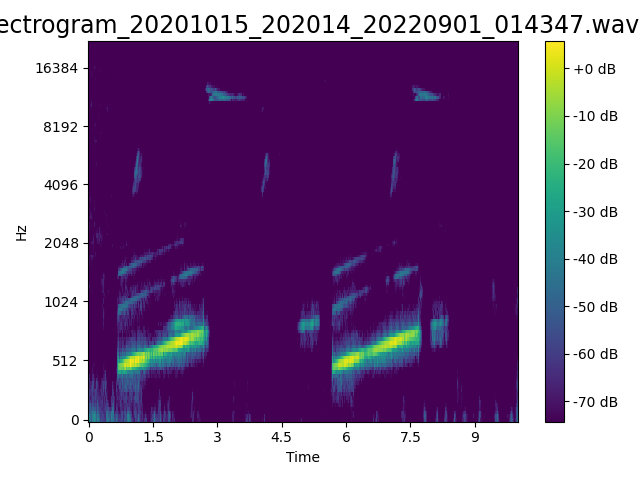 ectrogram_20201015_202014_20220901_014347.wav
16384
8192
4096
2048
1024
512
0
Hz
0 1.5 3 4.5 6 7.5 9
Time
+0 dB
-10 dB
-20 dB
-30 dB
-40 dB
-50 dB
-60 dB
-70 dB